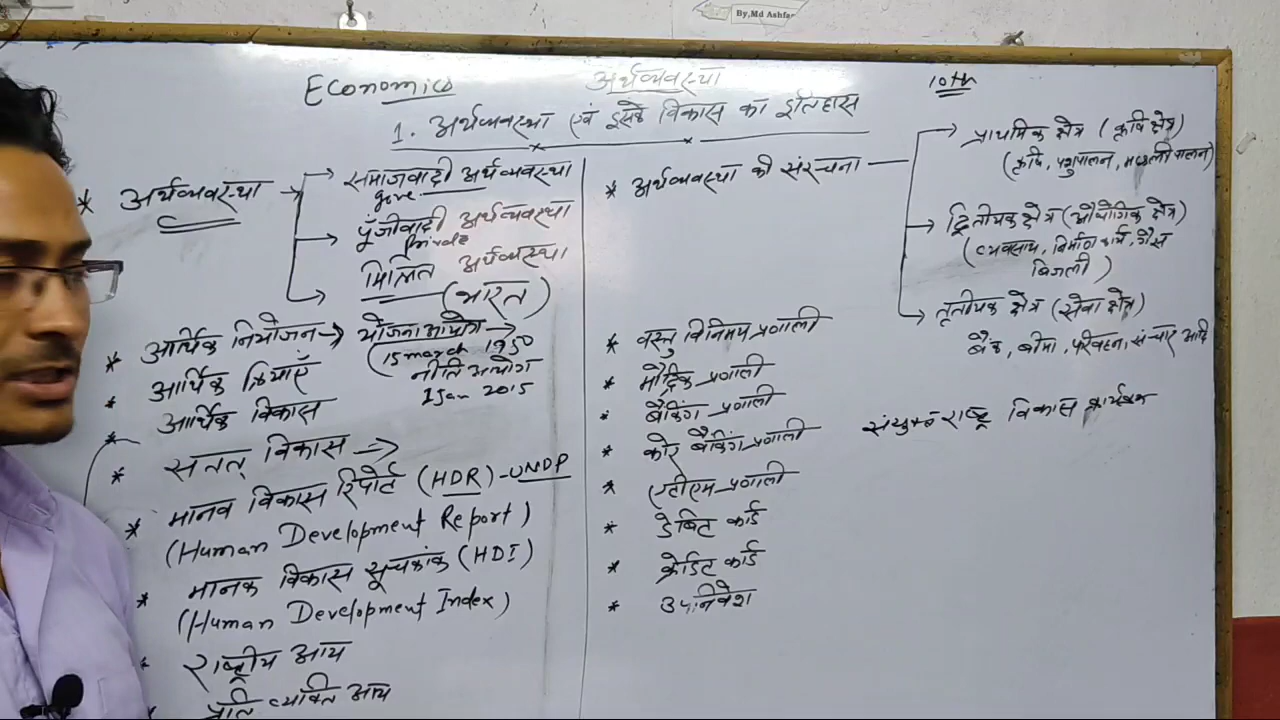 By, Md Ashfaq
Economics अर्थव्यवस्था 10th
1. अर्थव्यवस्था एवं इसके विकास का इतिहास
* अर्थव्यवस्था →
समाजवादी अर्थव्यवस्था
Gove.
पूँजीवादी अर्थव्यवस्था
Private
मिश्रित अर्थव्यवस्था
(भारत)
* आर्थिक नियोजन → योजना आयोग →
(15 march 1950
नीति आयोग
1 Jan 2015
* आर्थिक क्रियाएँ
* आर्थिक विकास
* सतत् विकास →
* मानव विकास रिपोर्ट (HDR) - UNDP
(Human Development Report)
* मानव विकास सूचकांक (HDI)
(Human Development Index)
* राष्ट्रीय आय
* प्रति व्यक्ति आय
* अर्थव्यवस्था की संरचना
प्राथमिक क्षेत्र (कृषि क्षेत्र)
(कृषि, पशुपालन, मछली पालन)
द्वितीयक क्षेत्र (औद्योगिक क्षेत्र)
(व्यवसाय, निर्माण कार्य, गैस
बिजली)
तृतीयक क्षेत्र (सेवा क्षेत्र)
बैंक, बीमा, परिवहन, संचार आदि
* वस्तु विनिमय प्रणाली
* मौद्रिक प्रणाली
* बैंकिंग प्रणाली
* कोर बैंकिंग प्रणाली
* एटीएम प्रणाली
* डेबिट कार्ड
* क्रेडिट कार्ड
* उपनिवेश
संयुक्त राष्ट्र विकास कार्यक्रम